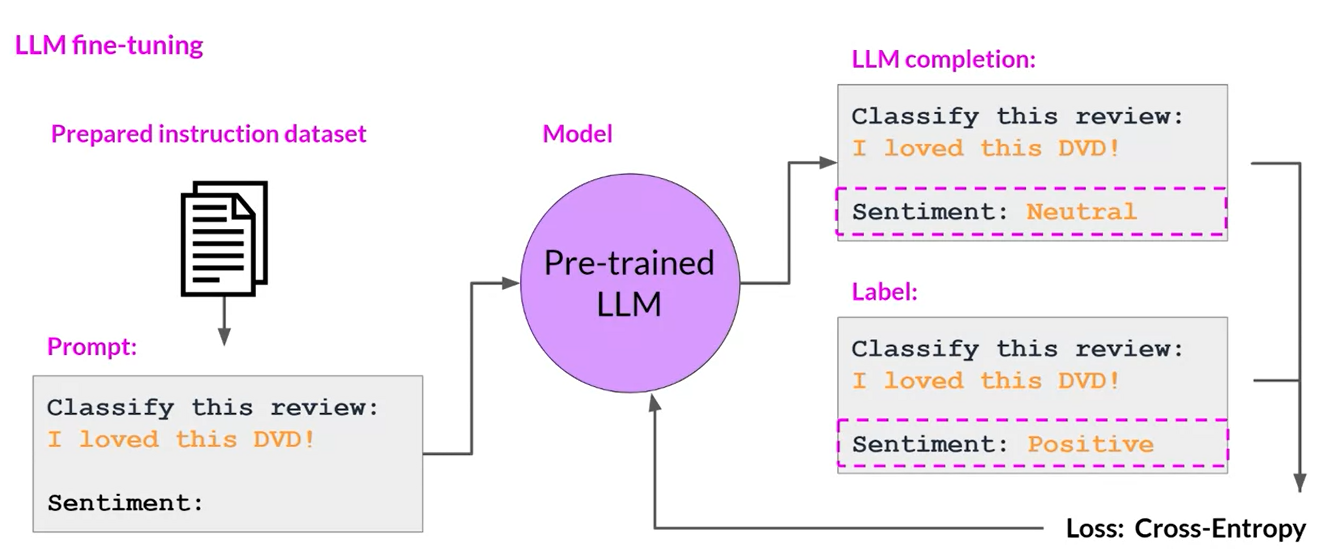 LLM fine-tuning
Prepared instruction dataset
Prompt:
Classify this review:
I loved this DVD!
Sentiment:
Model
Pre-trained
LLM
LLM completion:
Classify this review:
I loved this DVD!
Sentiment: Neutral
Label:
Classify this review:
I loved this DVD!
Sentiment: Positive
Loss: Cross-Entropy